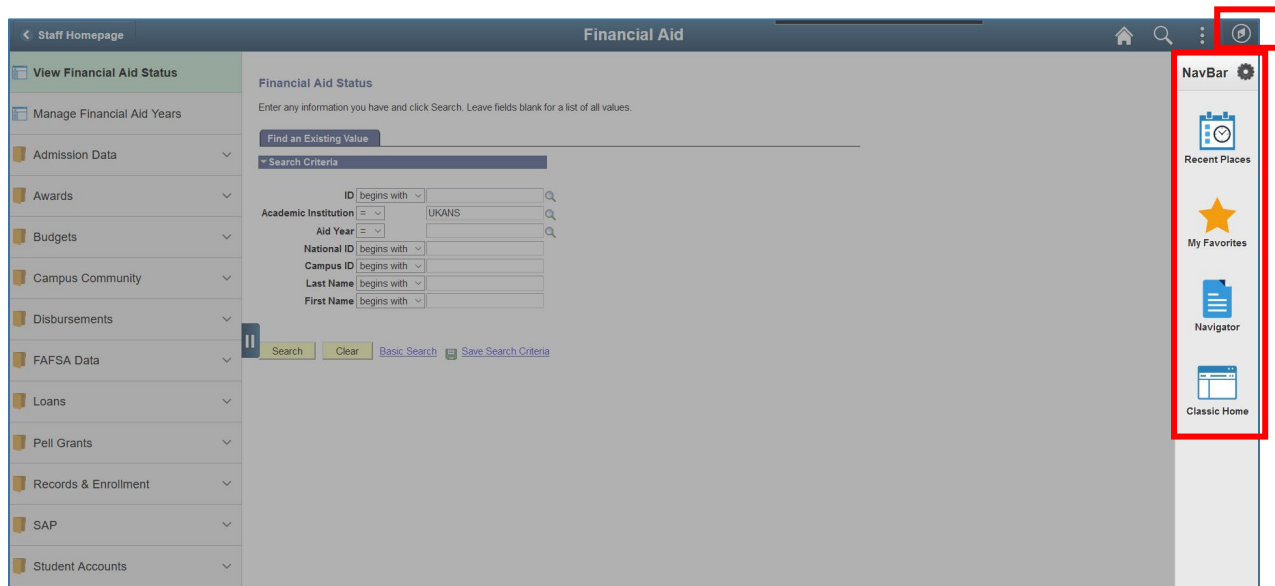 Staff Homepage
Financial Aid
View Financial Aid Status
Manage Financial Aid Years
Admission Data
Awards
Budgets
Campus Community
Disbursements
FAFSA Data
Loans
Pell Grants
Records & Enrollment
SAP
Student Accounts
Financial Aid Status
Enter any information you have and click Search. Leave fields blank for a list of all values.
Find an Existing Value
Search Criteria
ID begins with
Academic Institution = UKANS
Aid Year =
National ID begins with
Campus ID begins with
Last Name begins with
First Name begins with
Search Clear Basic Search Save Search Criteria
NavBar
Recent Places
My Favorites
Navigator
Classic Home